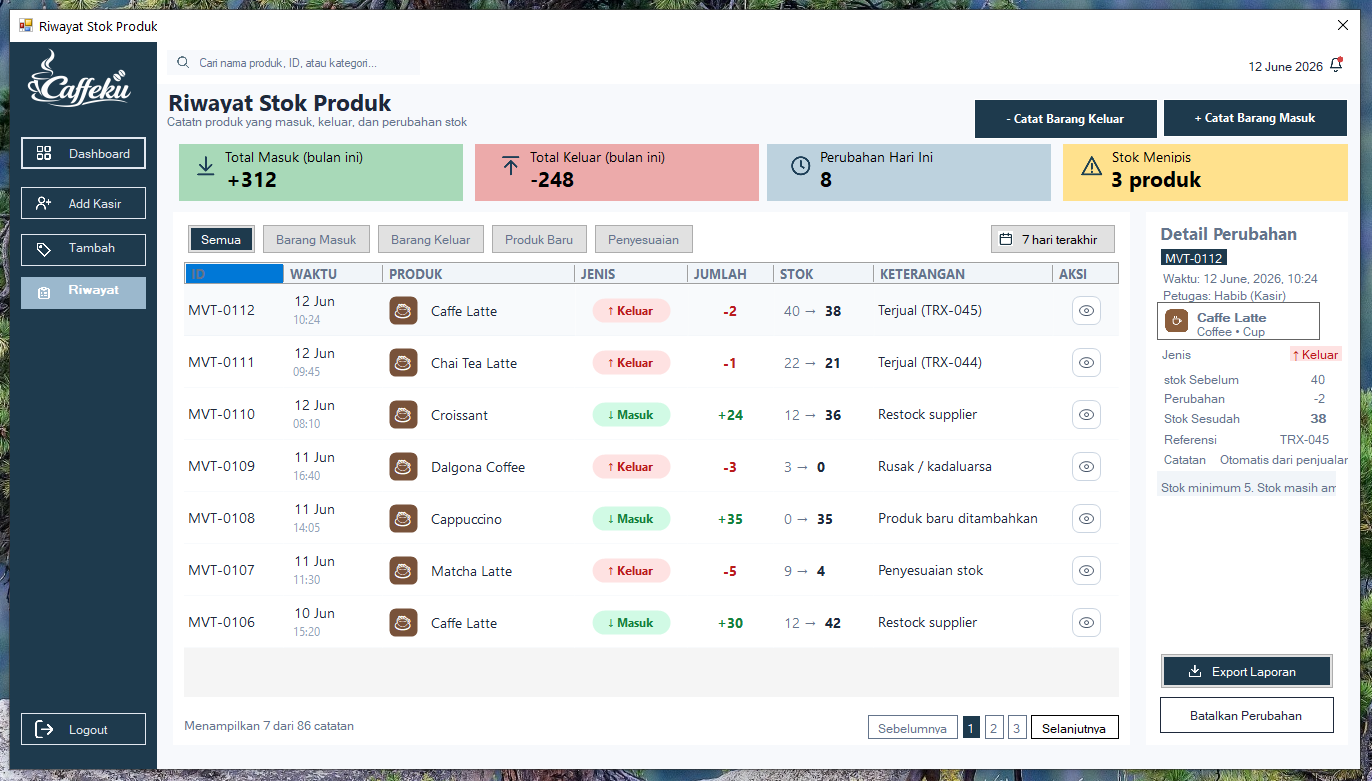 Riwayat Stok Produk
Caffeku
Cari nama produk, ID, atau kategori...
12 June 2026
Dashboard
Add Kasir
Tambah
Riwayat
Logout
Riwayat Stok Produk
Catatn produk yang masuk, keluar, dan perubahan stok
- Catat Barang Keluar
+ Catat Barang Masuk
Total Masuk (bulan ini)
+312
Total Keluar (bulan ini)
-248
Perubahan Hari Ini
8
Stok Menipis
3 produk
Semua Barang Masuk Barang Keluar Produk Baru Penyesuaian 7 hari terakhir
ID WAKTU PRODUK JENIS JUMLAH STOK KETERANGAN AKSI
MVT-0112 12 Jun 10:24 Caffe Latte ↑ Keluar -2 40 → 38 Terjual (TRX-045)
MVT-0111 12 Jun 09:45 Chai Tea Latte ↑ Keluar -1 22 → 21 Terjual (TRX-044)
MVT-0110 12 Jun 08:10 Croissant ↓ Masuk +24 12 → 36 Restock supplier
MVT-0109 11 Jun 16:40 Dalgona Coffee ↑ Keluar -3 3 → 0 Rusak / kadaluarsa
MVT-0108 11 Jun 14:05 Cappuccino ↓ Masuk +35 0 → 35 Produk baru ditambahkan
MVT-0107 11 Jun 11:30 Matcha Latte ↑ Keluar -5 9 → 4 Penyesuaian stok
MVT-0106 10 Jun 15:20 Caffe Latte ↓ Masuk +30 12 → 42 Restock supplier
Menampilkan 7 dari 86 catatan
Sebelumnya 1 2 3 Selanjutnya
Detail Perubahan
MVT-0112
Waktu: 12 June, 2026, 10:24
Petugas: Habib (Kasir)
Caffe Latte
Coffee • Cup
Jenis ↑ Keluar
stok Sebelum 40
Perubahan -2
Stok Sesudah 38
Referensi TRX-045
Catatan Otomatis dari penjualan
Stok minimum 5. Stok masih am
Export Laporan
Batalkan Perubahan